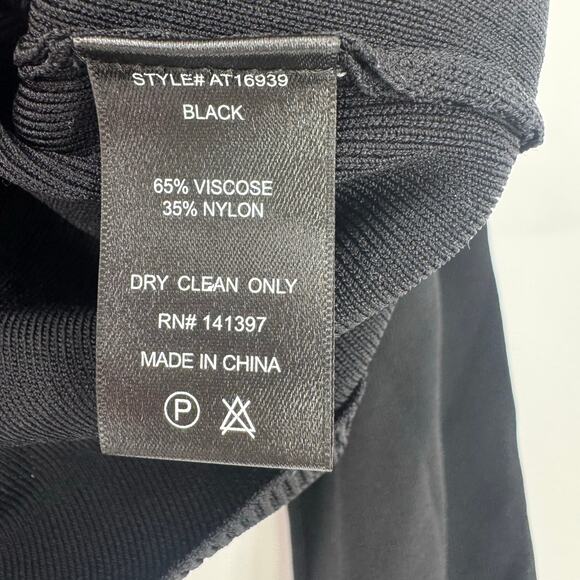 STYLE# AT16939
BLACK
65% VISCOSE
35% NYLON
DRY CLEAN ONLY
RN# 141397
MADE IN CHINA
P